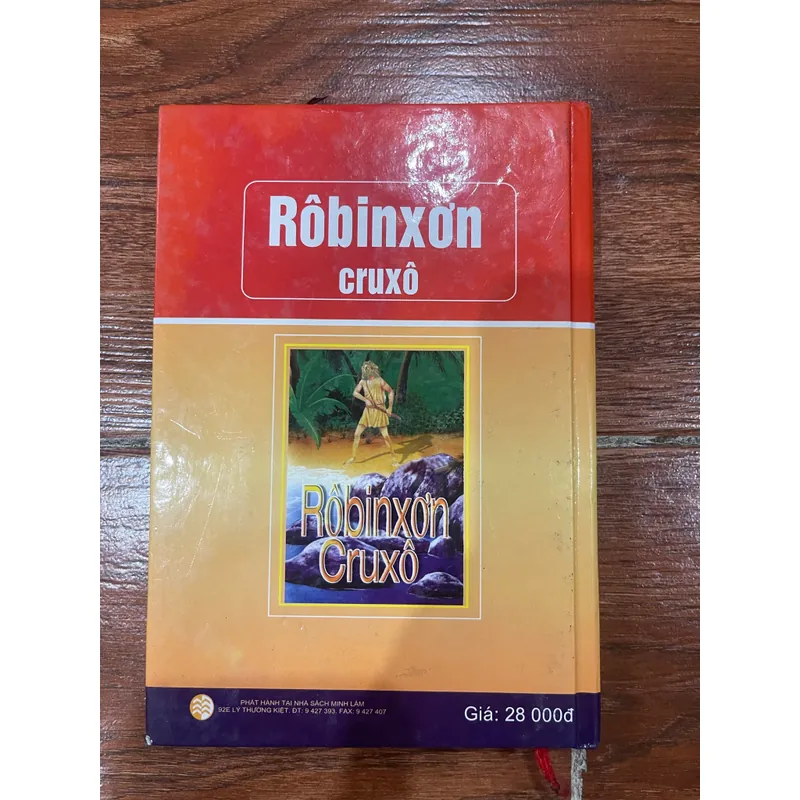 Rôbinxơn
cruxô
Rôbinxơn
Cruxô
PHÁT HÀNH TẠI NHÀ SÁCH MINH LÂM
92E LÝ THƯỜNG KIỆT. ĐT: 9 427 393. FAX: 9 427 407
Giá: 28 000đ